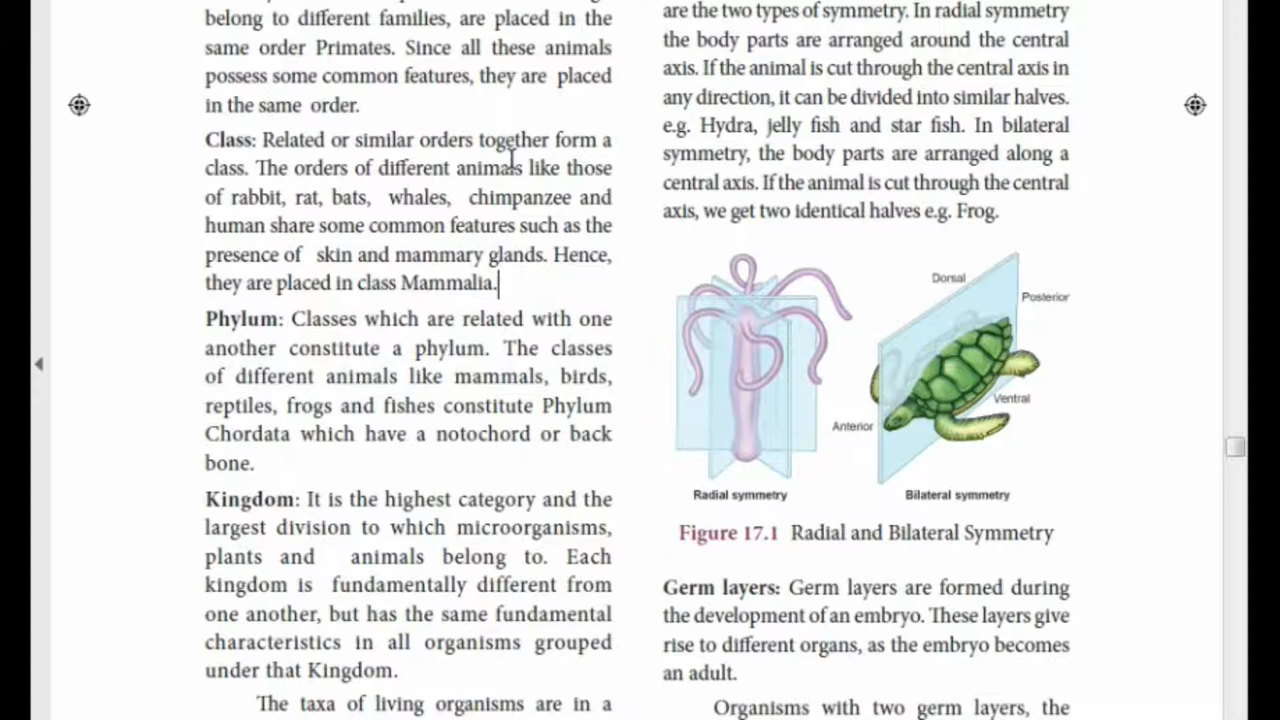 belong to different families, are placed in the
same order Primates. Since all these animals
possess some common features, they are placed
in the same order.
Class: Related or similar orders together form a
class. The orders of different animals like those
of rabbit, rat, bats, whales, chimpanzee and
human share some common features such as the
presence of skin and mammary glands. Hence,
they are placed in class Mammalia.
Phylum: Classes which are related with one
another constitute a phylum. The classes
of different animals like mammals, birds,
reptiles, frogs and fishes constitute Phylum
Chordata which have a notochord or back
bone.
Kingdom: It is the highest category and the
largest division to which microorganisms,
plants and animals belong to. Each
kingdom is fundamentally different from
one another, but has the same fundamental
characteristics in all organisms grouped
under that Kingdom.
The taxa of living organisms are in a
are the two types of symmetry. In radial symmetry
the body parts are arranged around the central
axis. If the animal is cut through the central axis in
any direction, it can be divided into similar halves.
e.g. Hydra, jelly fish and star fish. In bilateral
symmetry, the body parts are arranged along a
central axis. If the animal is cut through the central
axis, we get two identical halves e.g. Frog.
Dorsal
Posterior
Ventral
Anterior
Radial symmetry
Bilateral symmetry
Figure 17.1 Radial and Bilateral Symmetry
Germ layers: Germ layers are formed during
the development of an embryo. These layers give
rise to different organs, as the embryo becomes
an adult.
Organisms with two germ layers, the